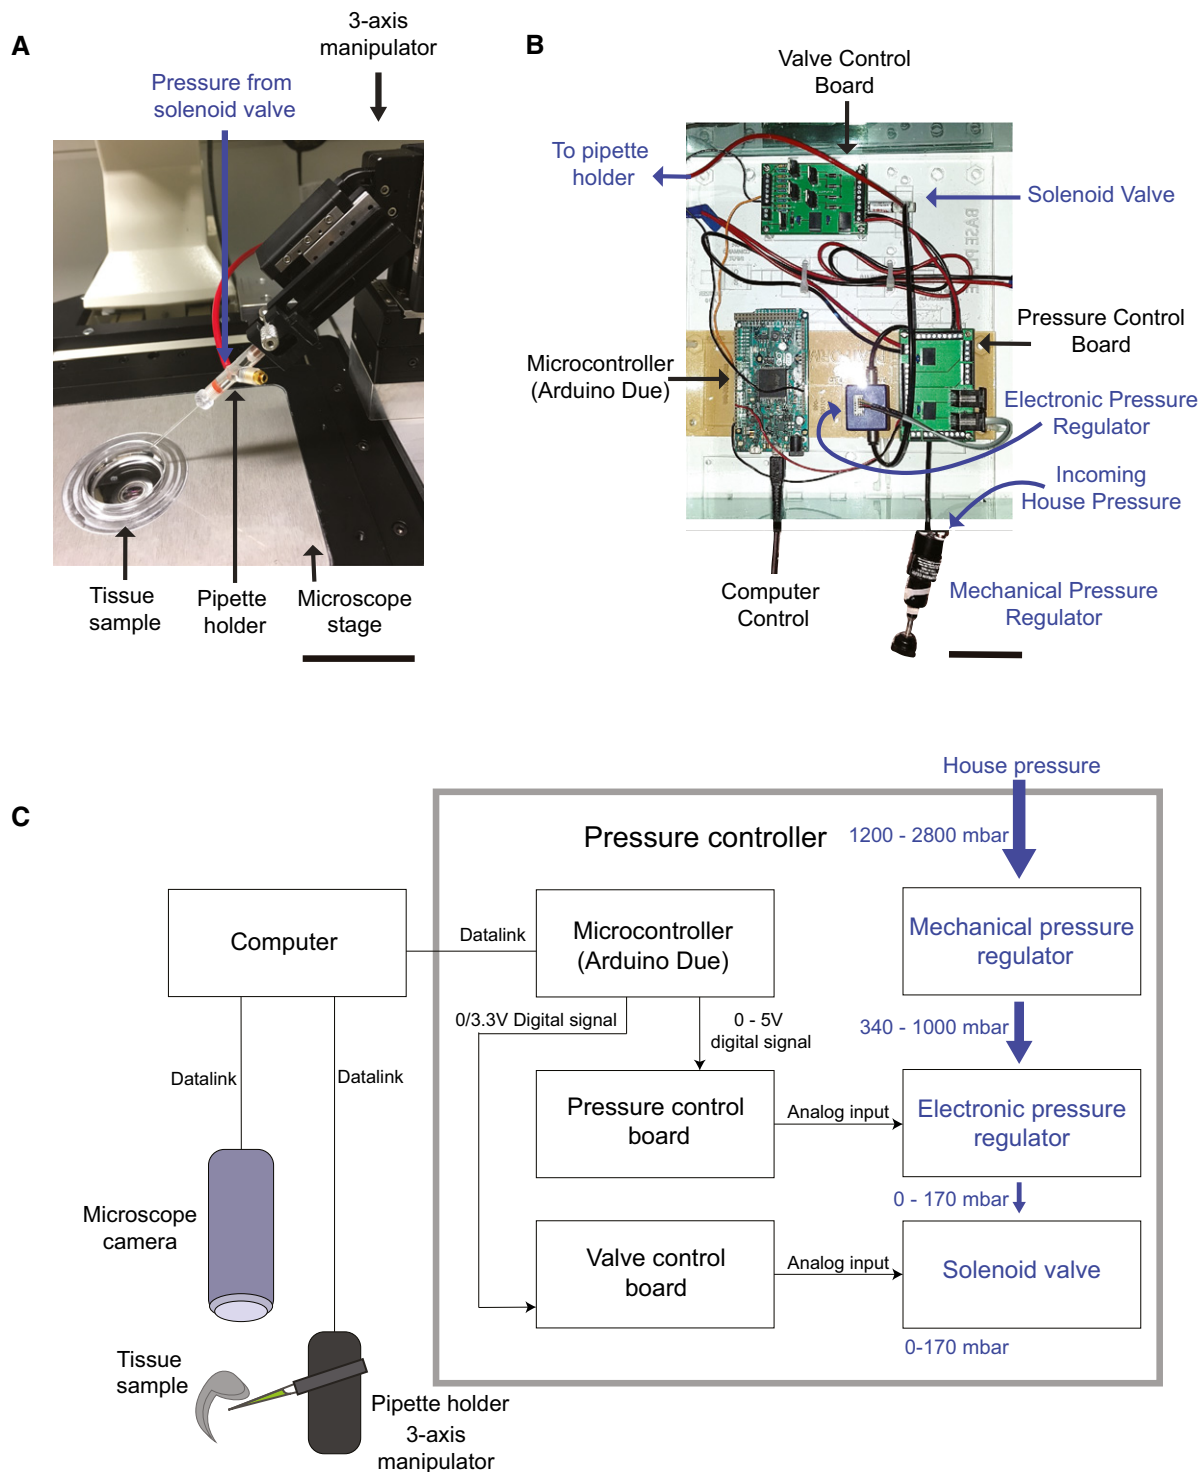 A
3-axis
manipulator
Pressure from
solenoid valve
Tissue
sample
Pipette
holder
Microscope
stage
B
Valve Control
Board
To pipette
holder
Solenoid Valve
Pressure Control
Board
Microcontroller
(Arduino Due)
Electronic Pressure
Regulator
Incoming
House Pressure
Computer
Control
Mechanical Pressure
Regulator
C
House pressure
Pressure controller
1200 - 2800 mbar
Computer
Datalink
Microcontroller
(Arduino Due)
Mechanical pressure
regulator
0/3.3V Digital signal
0 - 5V
digital signal
340 - 1000 mbar
Datalink
Datalink
Pressure control
board
Analog input
Electronic pressure
regulator
0 - 170 mbar
Microscope
camera
Valve control
board
Analog input
Solenoid valve
0-170 mbar
Tissue
sample
Pipette holder
3-axis
manipulator